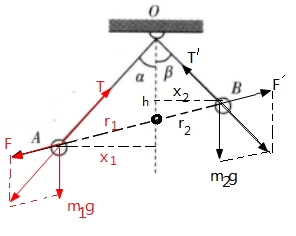 O
T'
α
β
T
F'
x₂
B
h
F
A
r₁
r₂
x₁
m₂g
m₁g